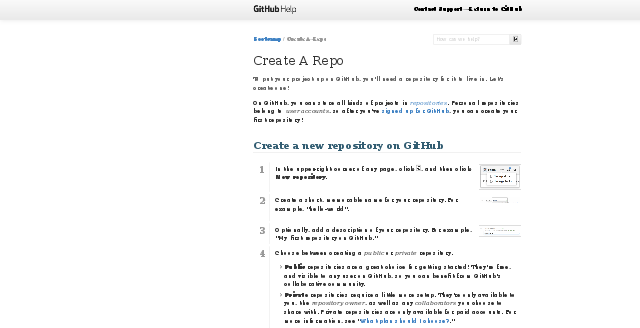 GitHub Help
Contact Support Return to GitHub
Bootcamp / Create A Repo
How can we help?
Create A Repo
To put your project up on GitHub, you'll need a repository for it to live in. Let's
create one!
On GitHub, you can store all kinds of projects in repositories. Personal repositories
belong to user accounts, so after you've signed up for GitHub, you can create your
first repository!
Create a new repository on GitHub
1 In the upper-right corner of any page, click , and then click
New repository.
2 Create a short, memorable name for your repository. For
example, "hello-world".
3 Optionally, add a description of your repository. For example,
"My first repository on GitHub."
4 Choose between creating a public or private repository.
Public repositories are a great choice for getting started! They're free,
and visible to any user on GitHub, so you can benefit from GitHub's
collaborative community.
Private repositories require a little more setup. They're only available to
you, the repository owner, as well as any collaborators you choose to
share with. Private repositories are only available for paid accounts. For
more information, see "What plan should I choose?."